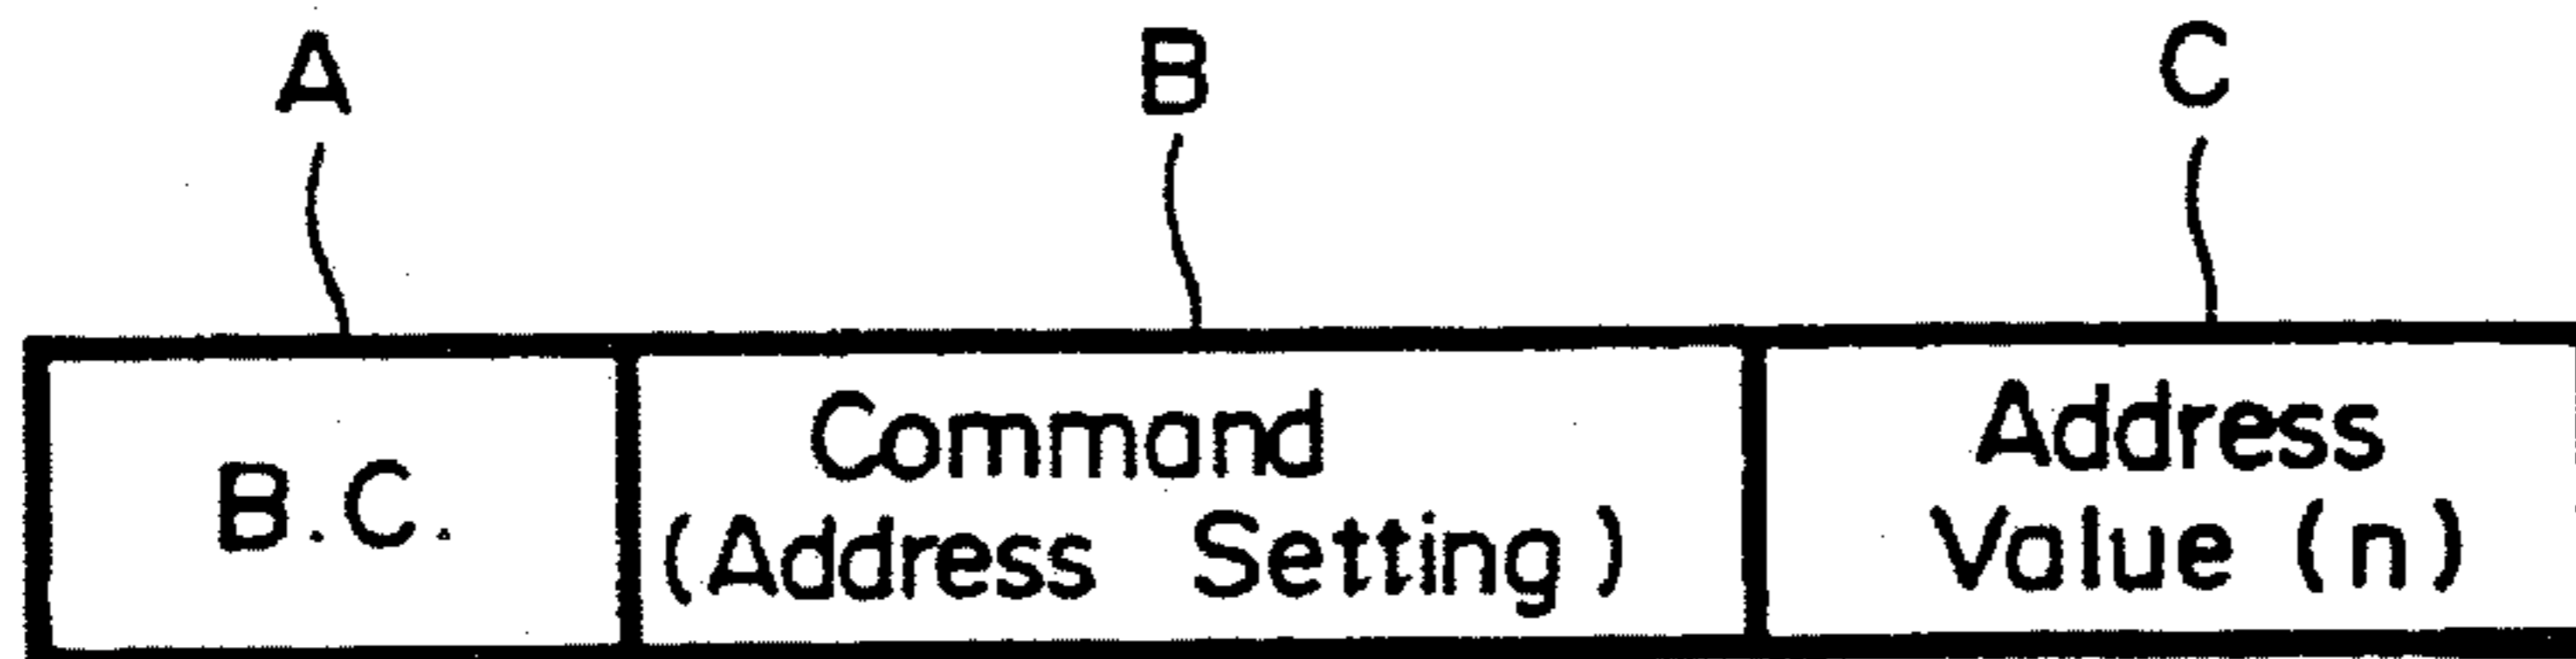 A
B
C
B.C.
Command
(Address Setting)
Address
Value (n)